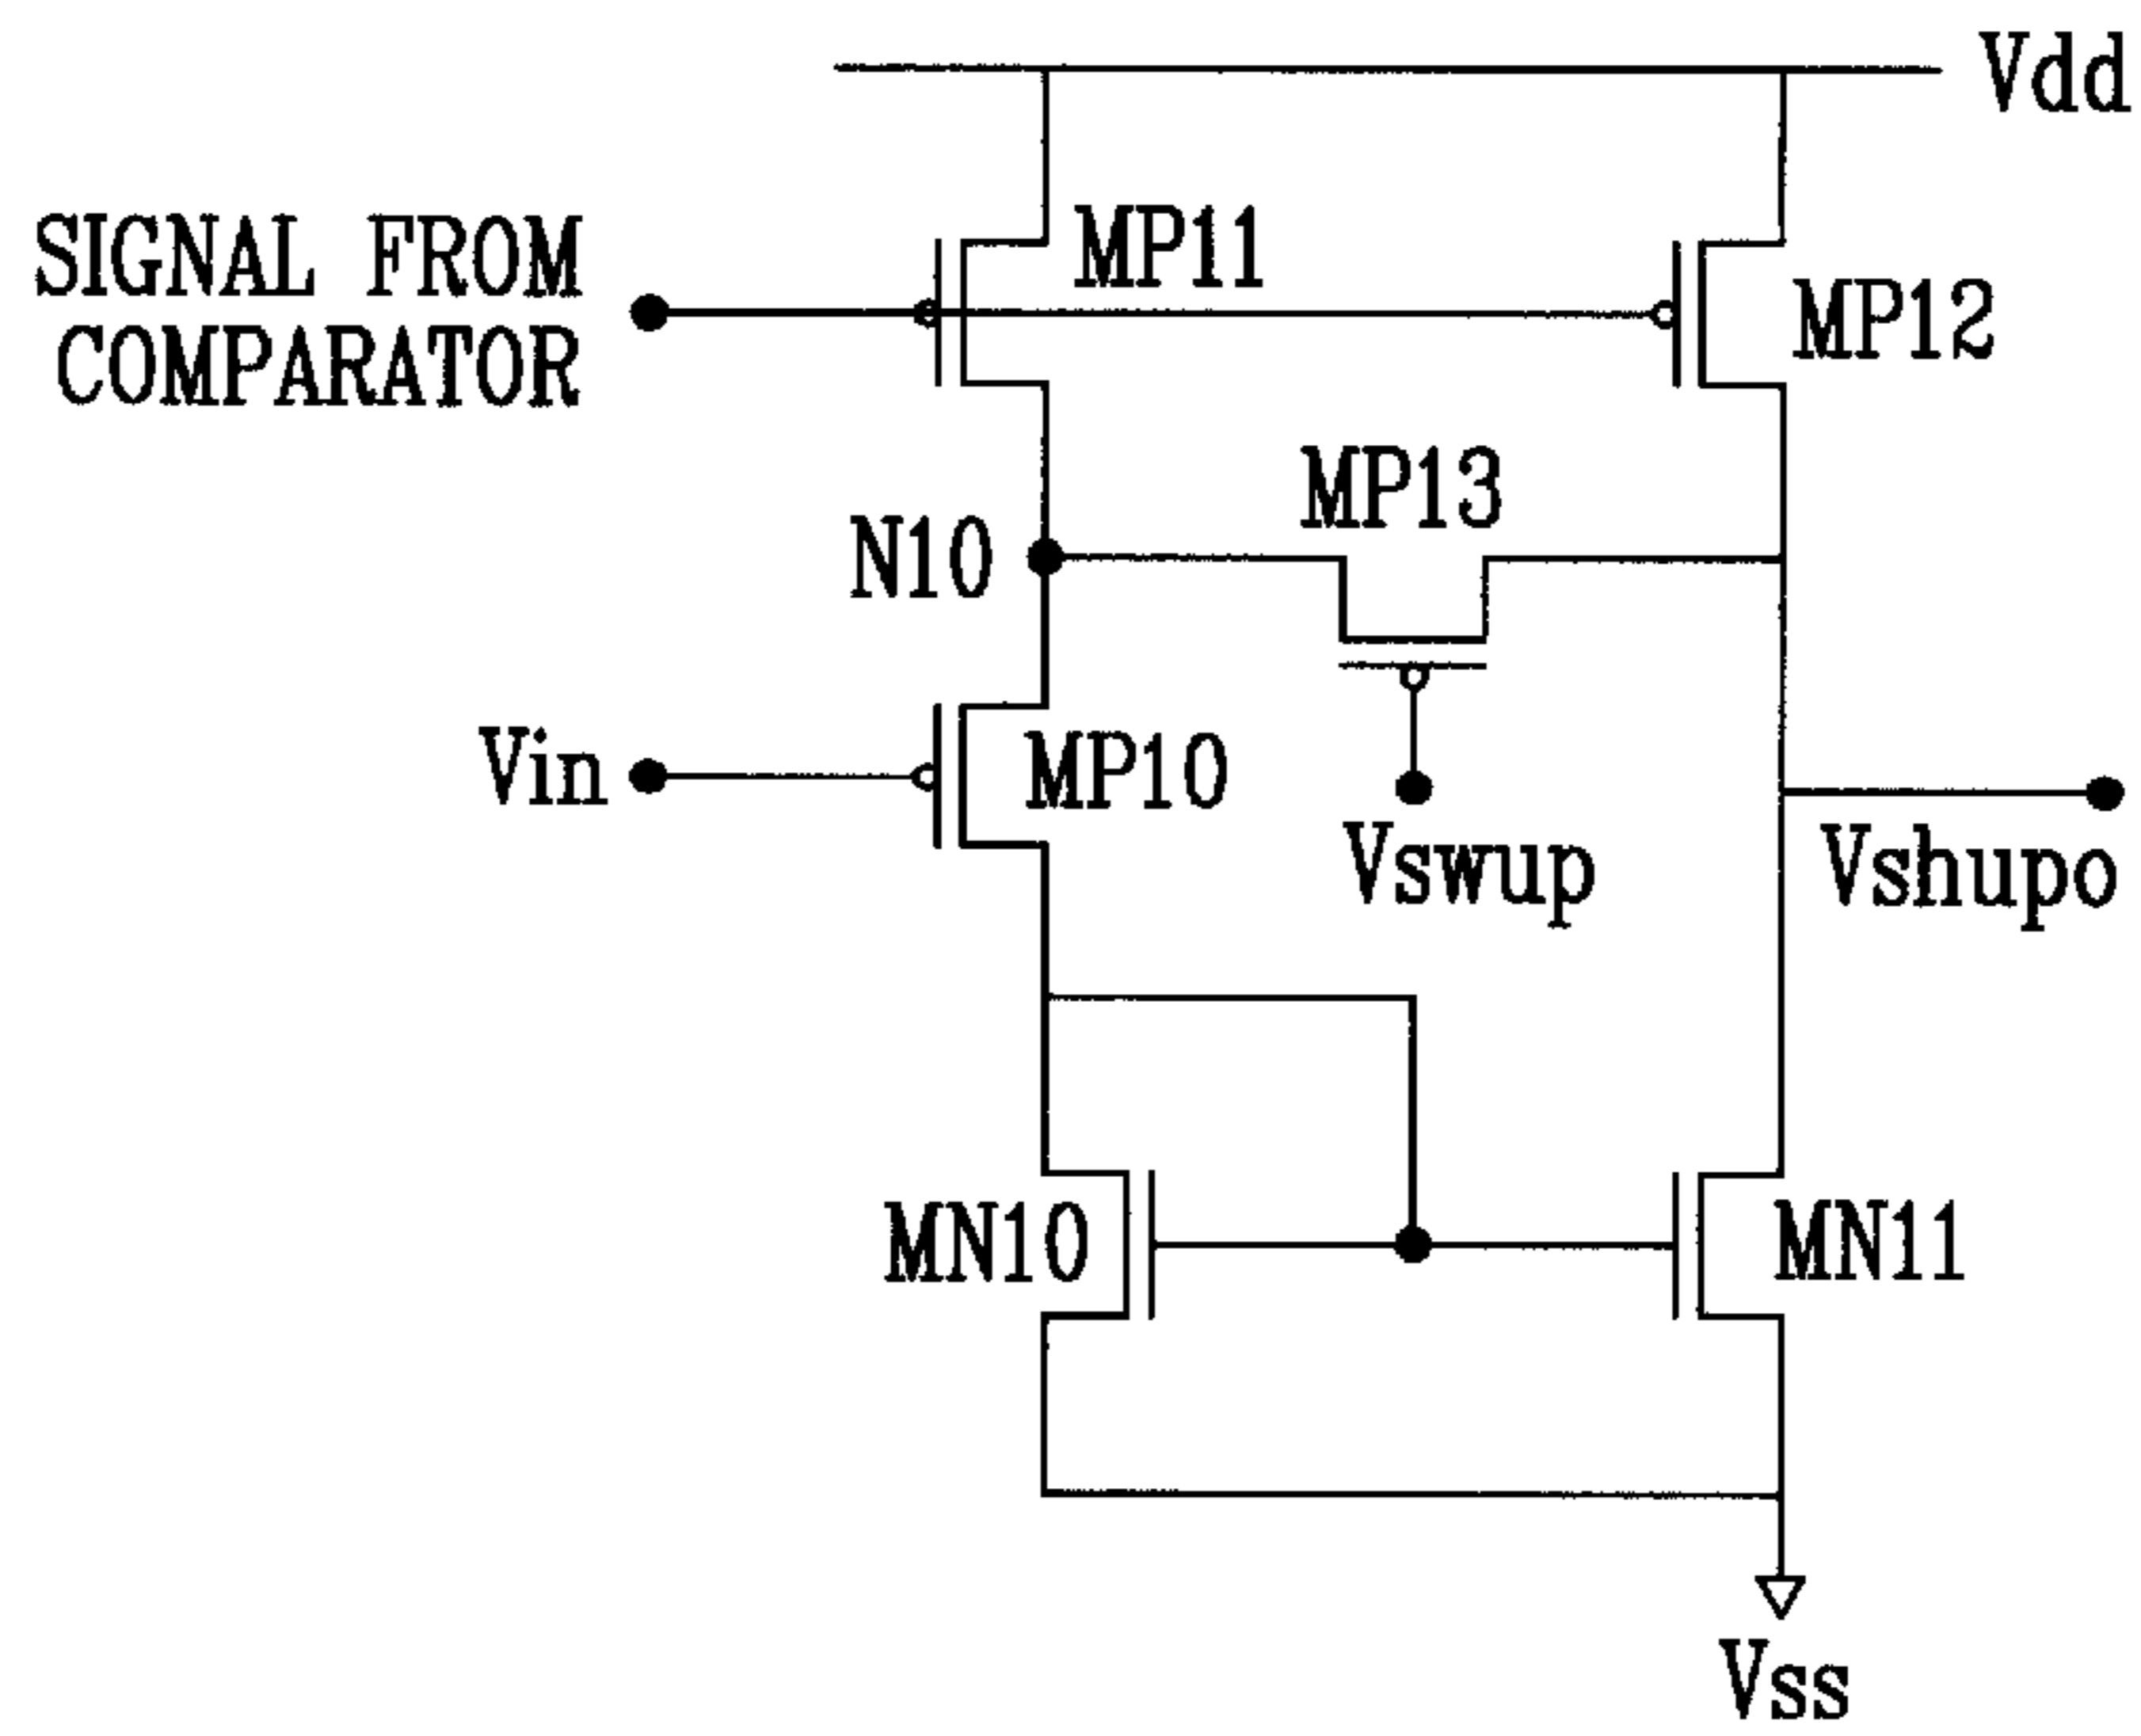 Vdd
SIGNAL FROM
COMPARATOR
MP11
MP12
MP13
N10
Vin
MP10
Vswup
Vshupo
MN10
MN11
Vss